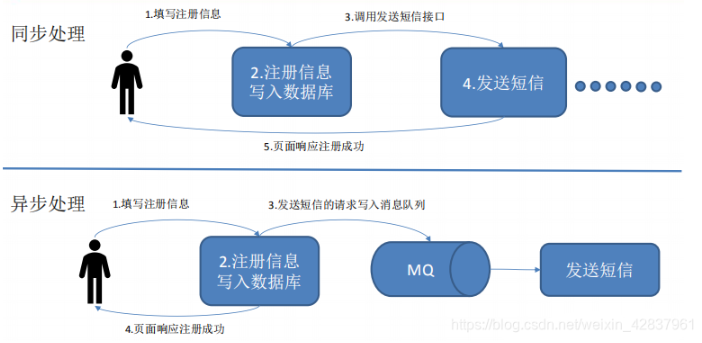 同步处理
1.填写注册信息
3.调用发送短信接口
2.注册信息
写入数据库
4.发送短信
5.页面响应注册成功
异步处理
1.填写注册信息
3.发送短信的请求写入消息队列
2.注册信息
写入数据库
MQ
发送短信
4.页面响应注册成功
https://blog.csdn.net/weixin_42837961